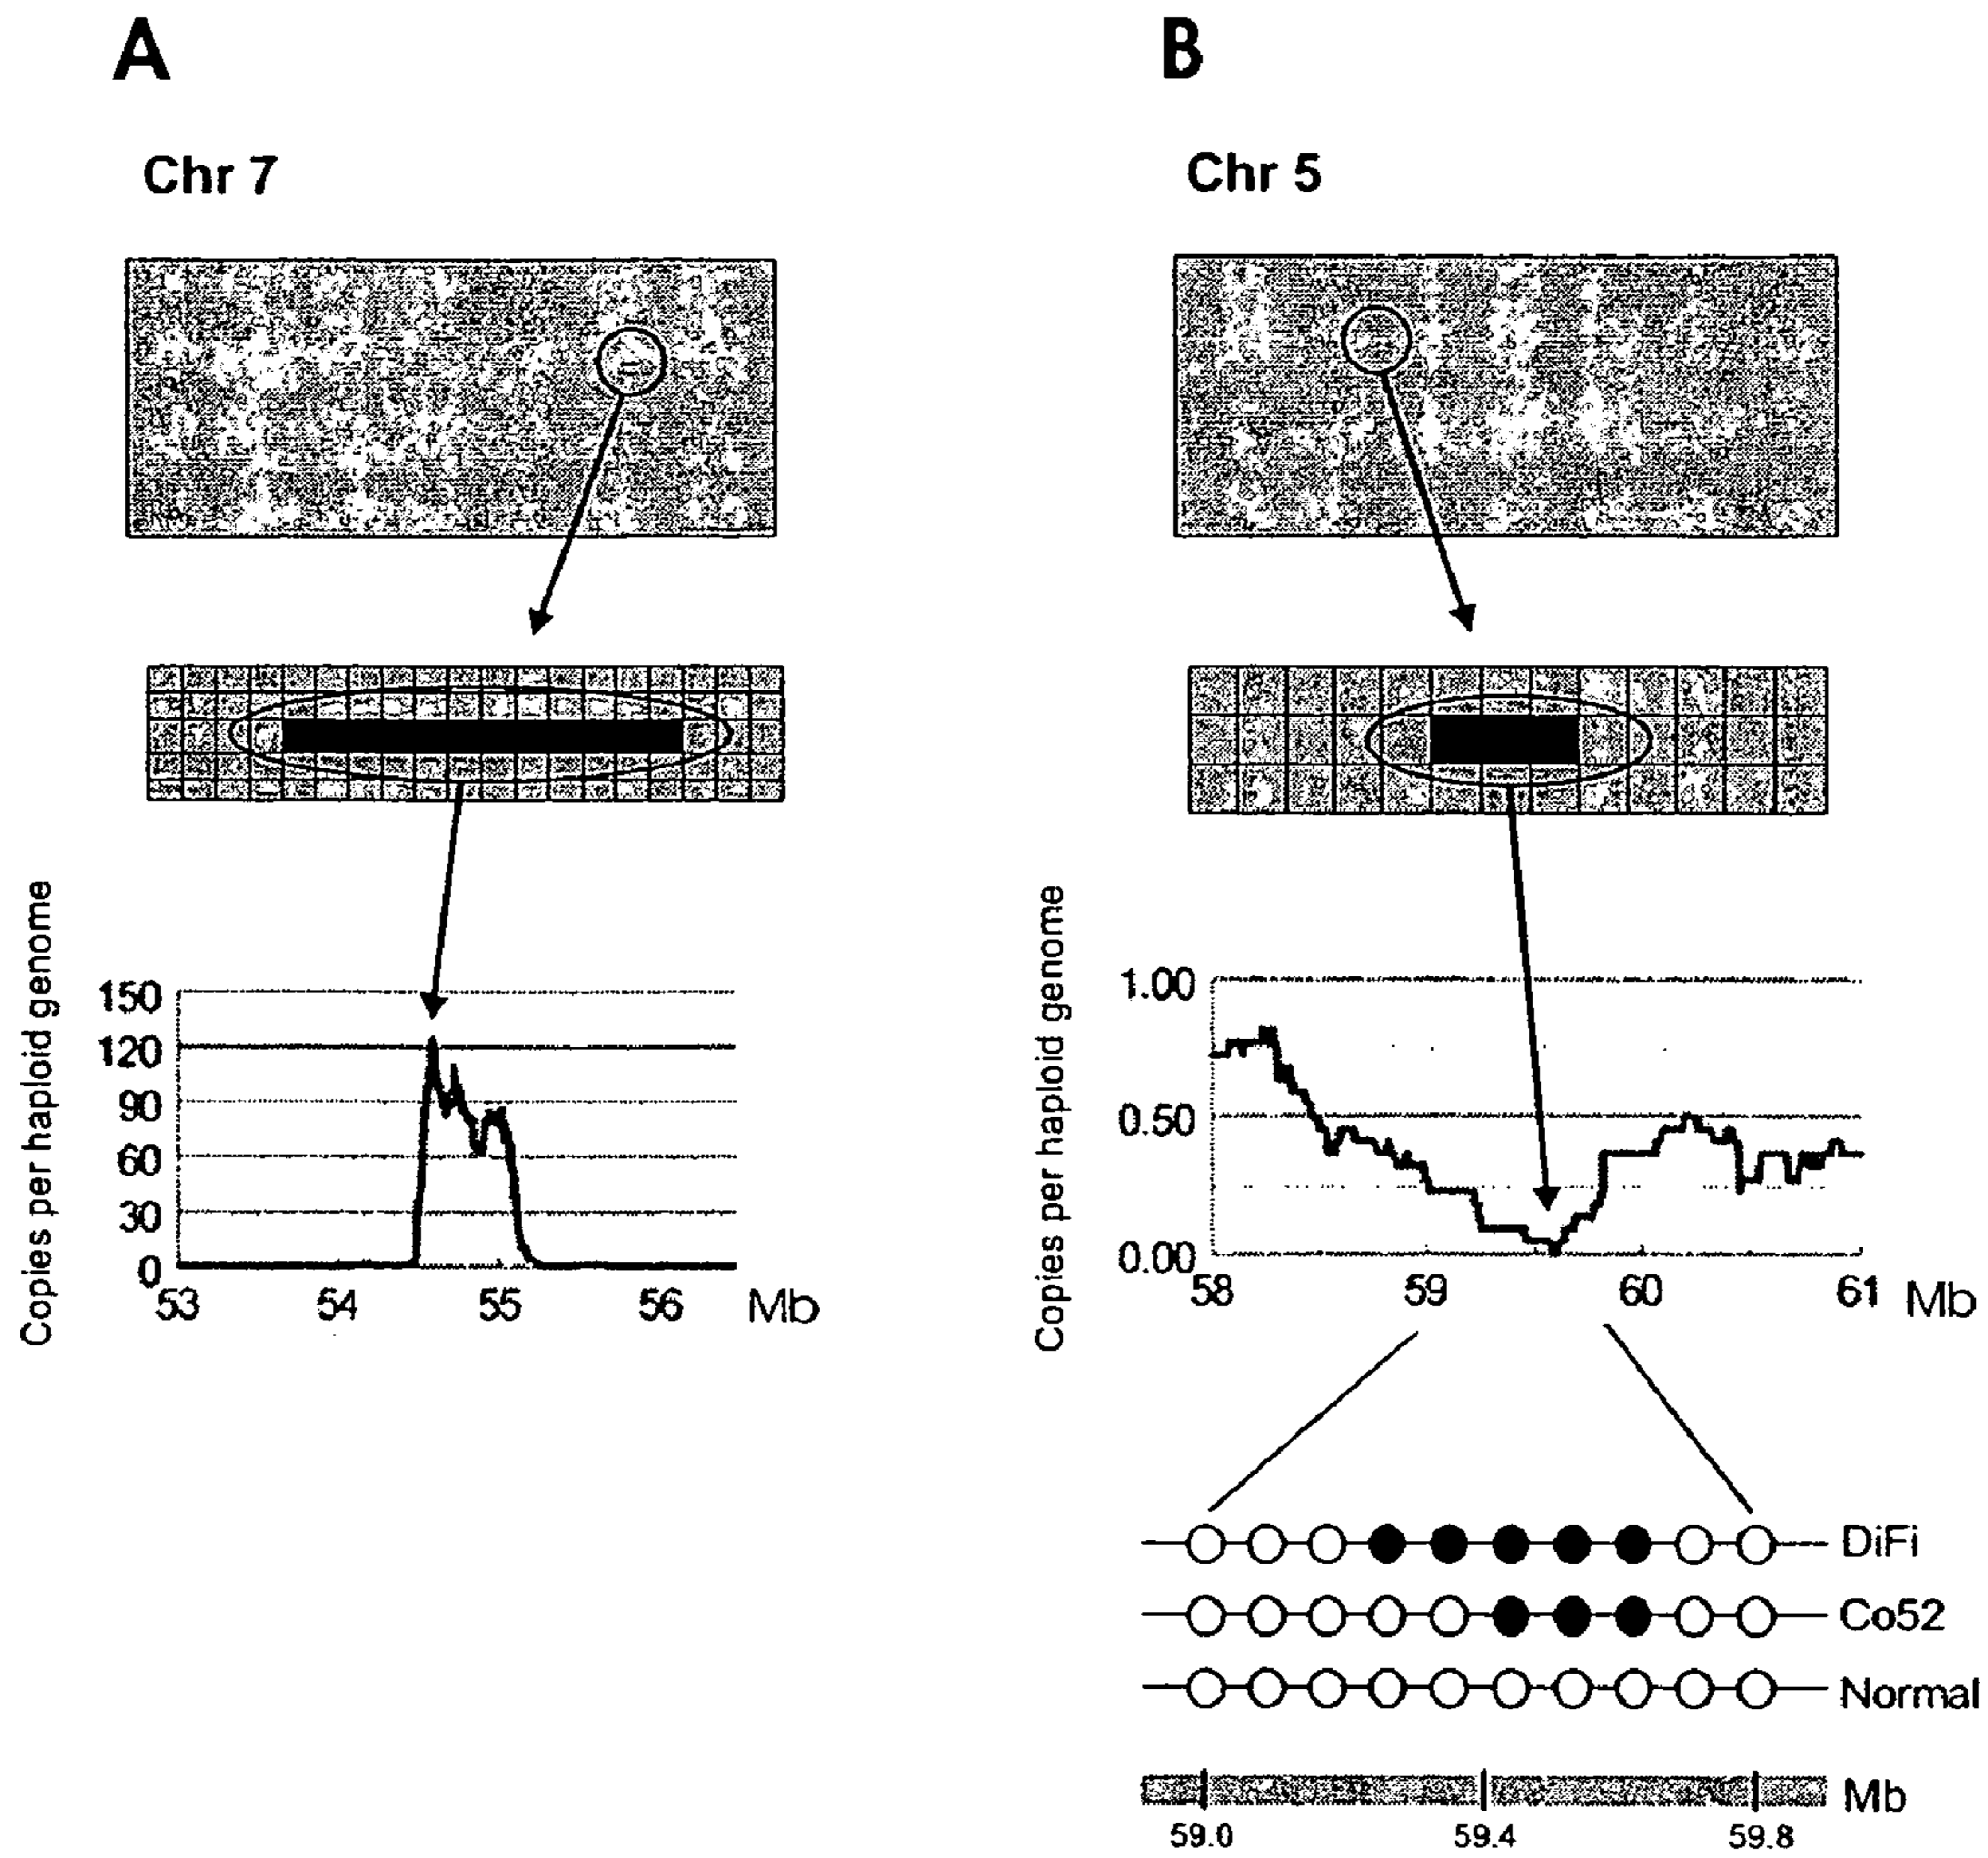 A
Chr 7
Copies per haploid genome
150
120
90
60
30
0
53 54 55 56 Mb
B
Chr 5
Copies per haploid genome
1.00
0.50
0.00
58 59 60 61 Mb
DiFi
Co52
Normal
Mb
59.0 59.4 59.8